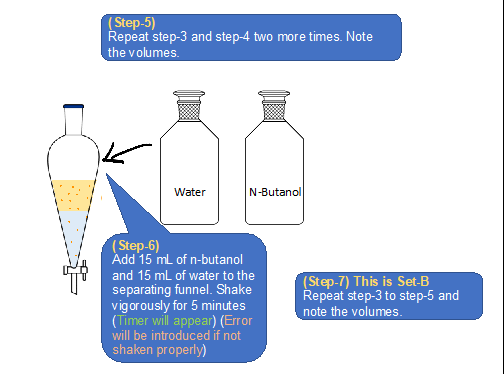 (Step-5)
Repeat step-3 and step-4 two more times. Note
the volumes.
Water
N-Butanol
(Step-6)
Add 15 mL of n-butanol
and 15 mL of water to the
separating funnel. Shake
vigorously for 5 minutes
(Timer will appear) (Error
will be introduced if not
shaken properly)
(Step-7) This is Set-B
Repeat step-3 to step-5 and
note the volumes.